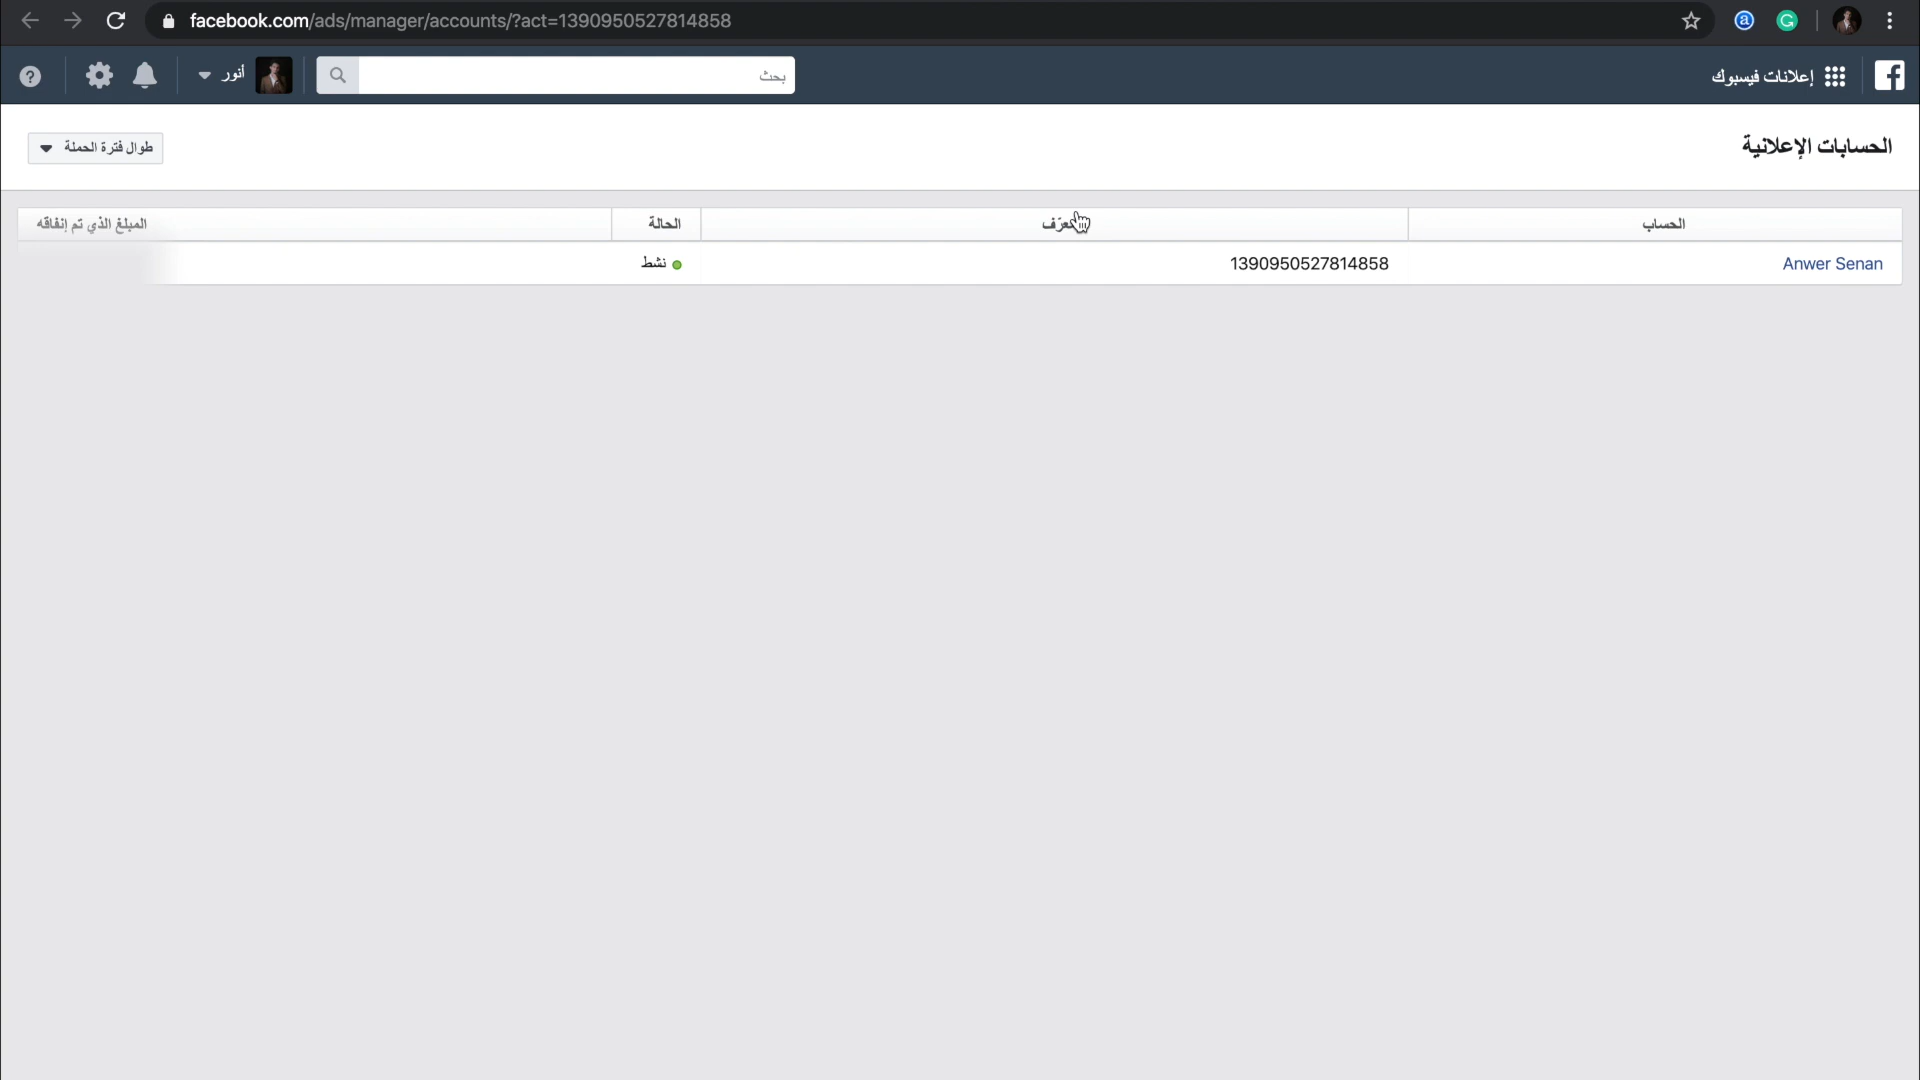 facebook.com/ads/manager/accounts/?act=1390950527814858
إعلانات فيسبوك
بحث
أنور
الحسابات الإعلانية
طوال فترة الحملة
الحساب
الحالة
المبلغ الذي تم إنفاقه
Anwer Senan
1390950527814858
نشط